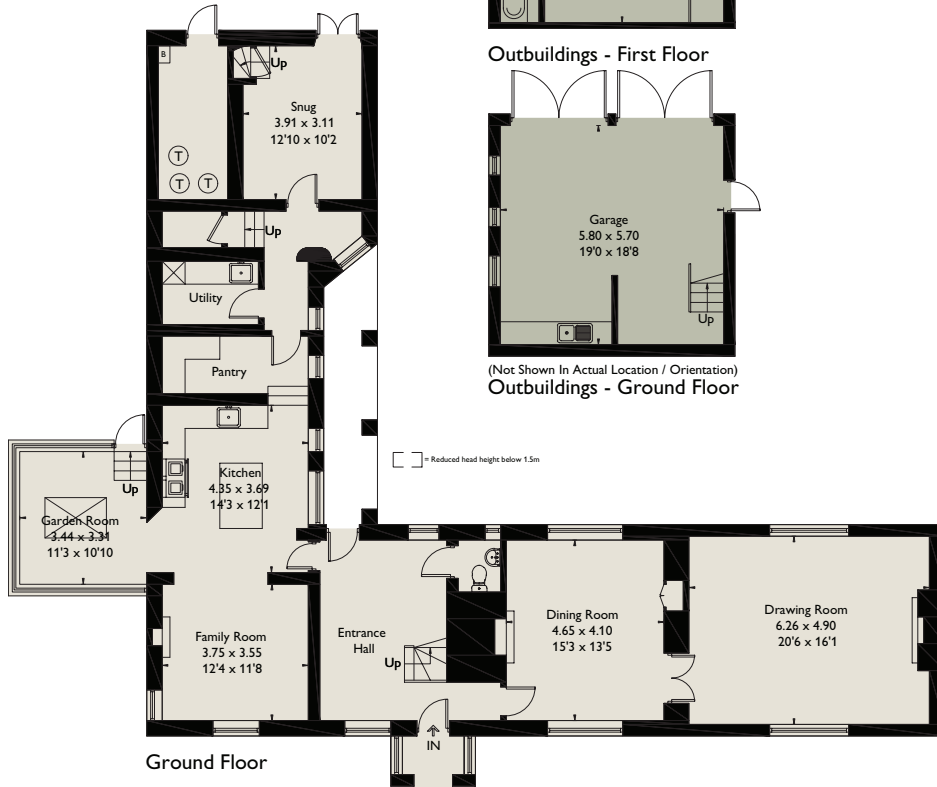 Outbuildings - First Floor
B
Up
Snug
3.91 x 3.11
12'10 x 10'2
T
T
T
Up
Utility
Pantry
Garage
5.80 x 5.70
19'0 x 18'8
Up
(Not Shown In Actual Location / Orientation)
Outbuildings - Ground Floor
= Reduced head height below 1.5m
Kitchen
4.35 x 3.69
14'3 x 12'1
Up
Garden Room
3.44 x 3.31
11'3 x 10'10
Family Room
3.75 x 3.55
12'4 x 11'8
Entrance
Hall
Up
Dining Room
4.65 x 4.10
15'3 x 13'5
Drawing Room
6.26 x 4.90
20'6 x 16'1
IN
Ground Floor